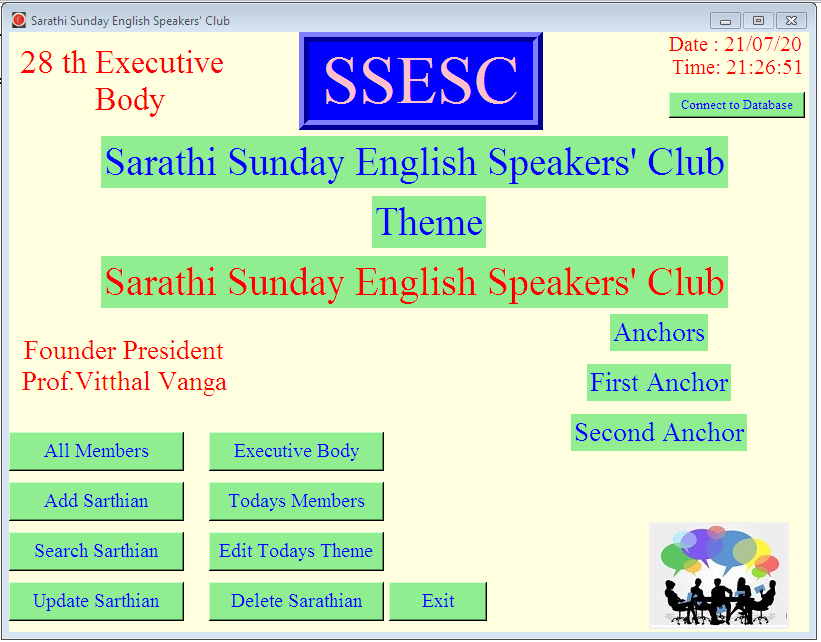 Sarathi Sunday English Speakers' Club
28 th Executive
Body
SSESC
Date : 21/07/20
Time: 21:26:51
Connect to Database
Sarathi Sunday English Speakers' Club
Theme
Sarathi Sunday English Speakers' Club
Anchors
First Anchor
Second Anchor
Founder President
Prof.Vitthal Vanga
All Members
Executive Body
Add Sarthian
Todays Members
Search Sarthian
Edit Todays Theme
Update Sarthian
Delete Sarathian
Exit